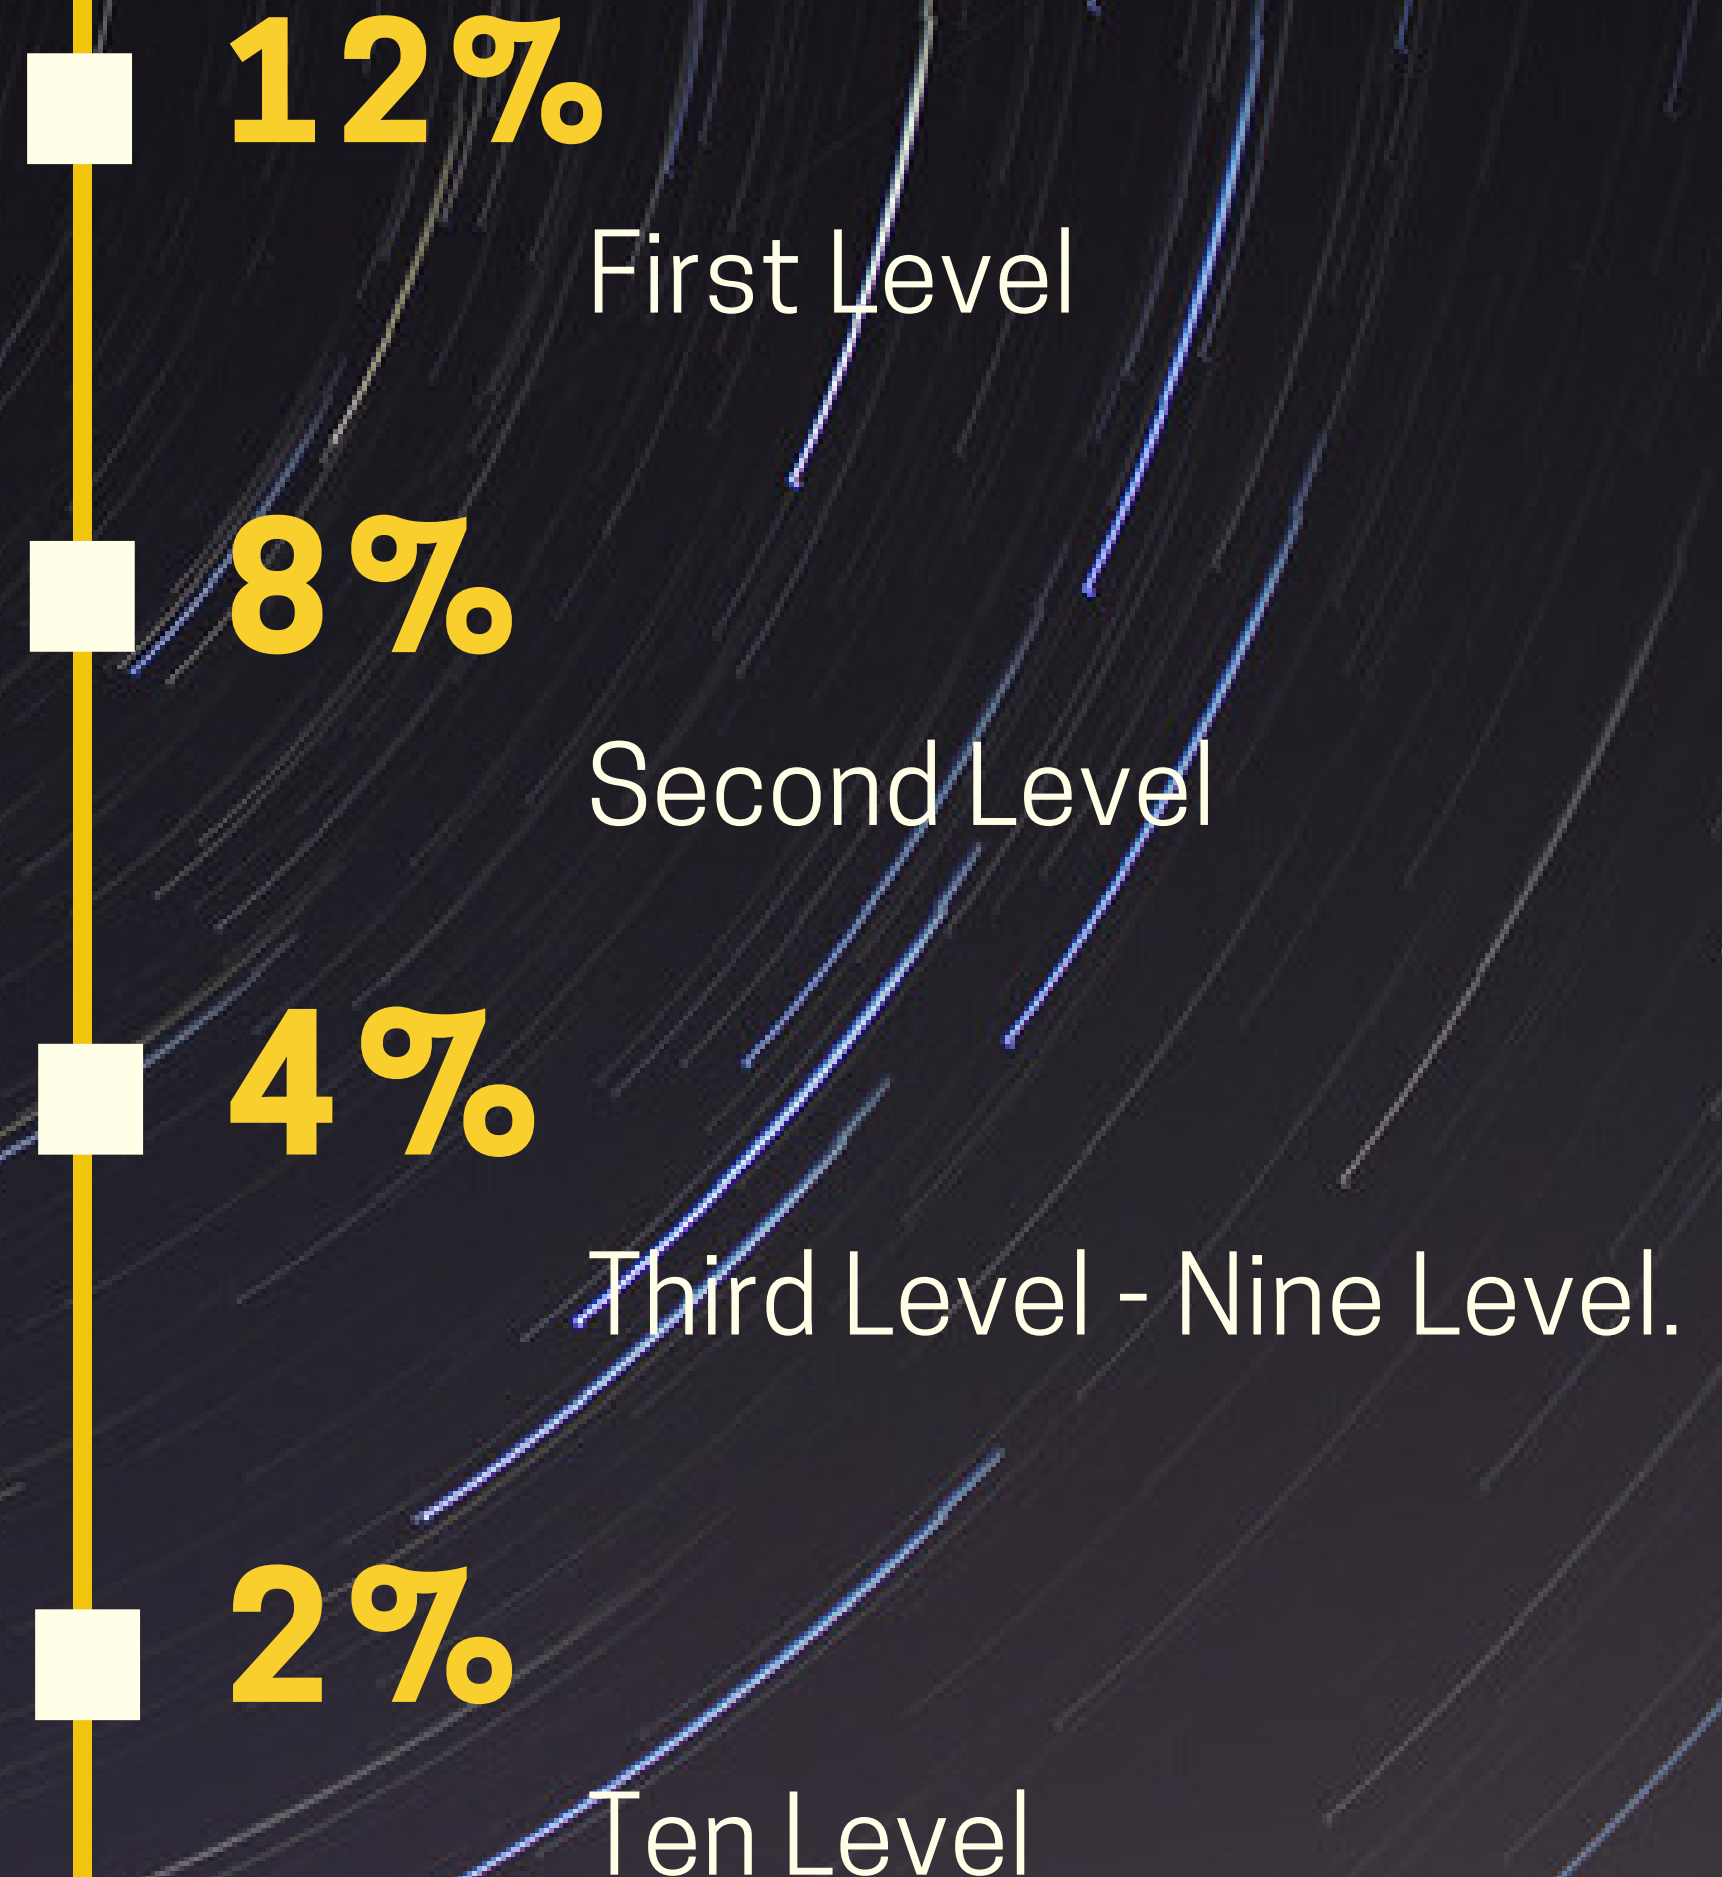 12%
First Level
8%
Second Level
4%
Third Level - Nine Level.
2%
Ten Level